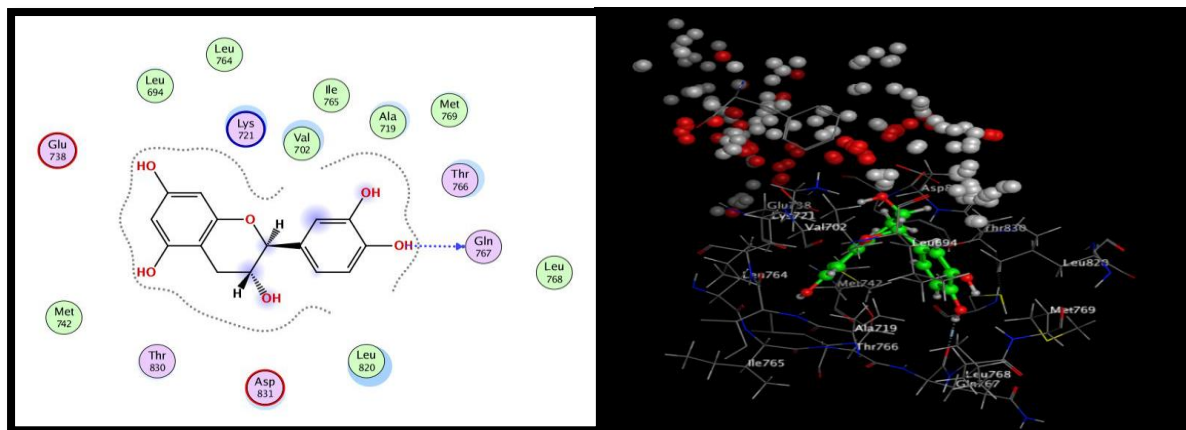 Leu
764
Leu
694
Ile
765
Met
769
Lys
721
Ala
719
Val
702
Glu
738
HO
OH
Thr
766
O
H
OH
Gln
767
HO
H
OH
Leu
768
Met
742
Thr
830
Leu
820
Asp
831
Glu738
Lys721
Val702
Thr830
Leu694
Leu764
Met742
Met769
Ala719
Thr766
Ile765
Leu768
Gln767